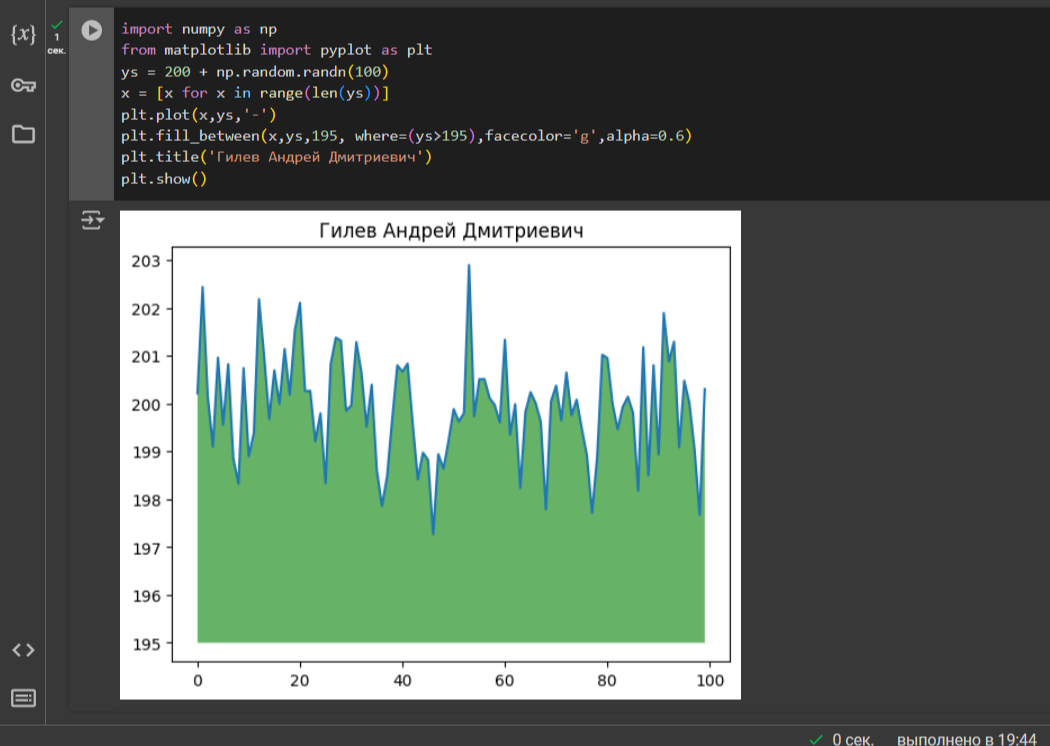 {x}
1
сек.
import numpy as np
from matplotlib import pyplot as plt
ys = 200 + np.random.randn(100)
x = [x for x in range(len(ys))]
plt.plot(x,ys,'-')
plt.fill_between(x,ys,195, where=(ys>195),facecolor='g',alpha=0.6)
plt.title('Гилев Андрей Дмитриевич')
plt.show()
Гилев Андрей Дмитриевич
203
202
201
200
199
198
197
196
195
0 20 40 60 80 100
0 сек. выполнено в 19:44